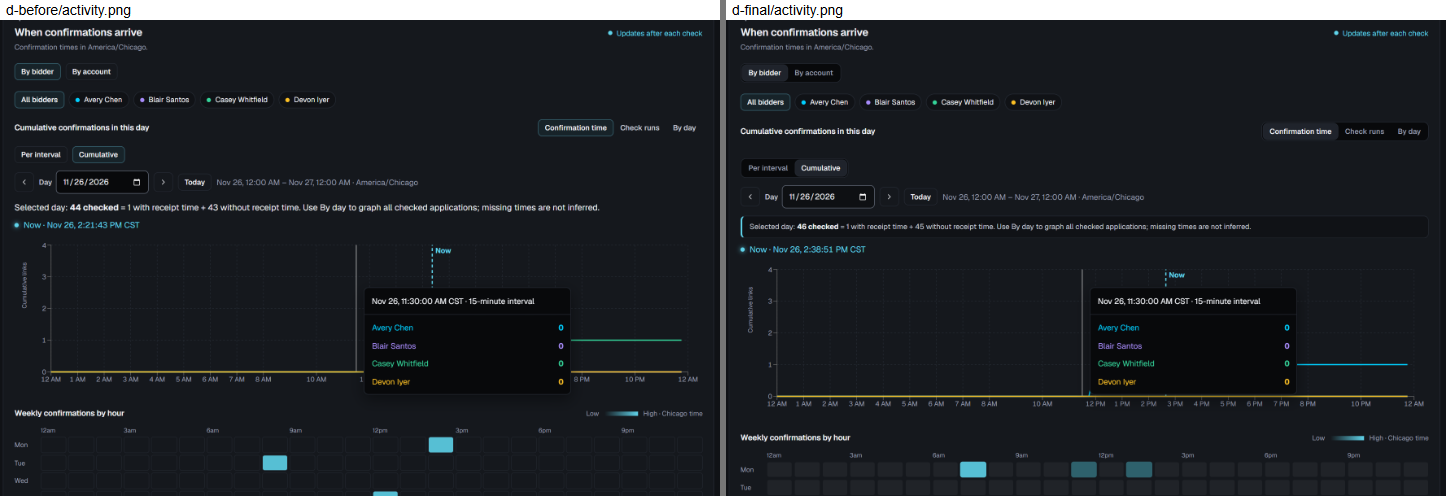 d-before/activity.png
When confirmations arrive
Updates after each check
Confirmation times in America/Chicago.
By bidder By account
All bidders Avery Chen Blair Santos Casey Whitfield Devon Iyer
Cumulative confirmations in this day
Confirmation time Check runs By day
Per interval Cumulative
Day 11/26/2026 Today Nov 26, 12:00 AM – Nov 27, 12:00 AM · America/Chicago
Selected day: 44 checked = 1 with receipt time + 43 without receipt time. Use By day to graph all checked applications; missing times are not inferred.
Now · Nov 26, 2:21:43 PM CST
Cumulative links
4
3
2
1
0
Now
Nov 26, 11:30:00 AM CST · 15-minute interval
Avery Chen 0
Blair Santos 0
Casey Whitfield 0
Devon Iyer 0
12 AM 1 AM 2 AM 3 AM 4 AM 5 AM 6 AM 7 AM 8 AM 10 AM 1 8 PM 10 PM 12 AM
Weekly confirmations by hour
Low High · Chicago time
12am 3am 6am 9am 12pm 3pm 6pm 9pm
Mon
Tue
Wed
d-final/activity.png
When confirmations arrive
Updates after each check
Confirmation times in America/Chicago.
By bidder By account
All bidders Avery Chen Blair Santos Casey Whitfield Devon Iyer
Cumulative confirmations in this day
Confirmation time Check runs By day
Per interval Cumulative
Day 11/26/2026 Today Nov 26, 12:00 AM – Nov 27, 12:00 AM · America/Chicago
Selected day: 46 checked = 1 with receipt time + 45 without receipt time. Use By day to graph all checked applications; missing times are not inferred.
Now · Nov 26, 2:38:51 PM CST
Cumulative links
4
3
2
1
0
Now
Nov 26, 11:30:00 AM CST · 15-minute interval
Avery Chen 0
Blair Santos 0
Casey Whitfield 0
Devon Iyer 0
12 AM 1 AM 2 AM 3 AM 4 AM 5 AM 6 AM 7 AM 8 AM 10 AM 12 PM 1 PM 2 PM 3 PM 4 PM 5 PM 6 PM 7 PM 8 PM 10 PM 12 AM
Weekly confirmations by hour
Low High · Chicago time
12am 3am 6am 9am 12pm 3pm 6pm 9pm
Mon
Tue